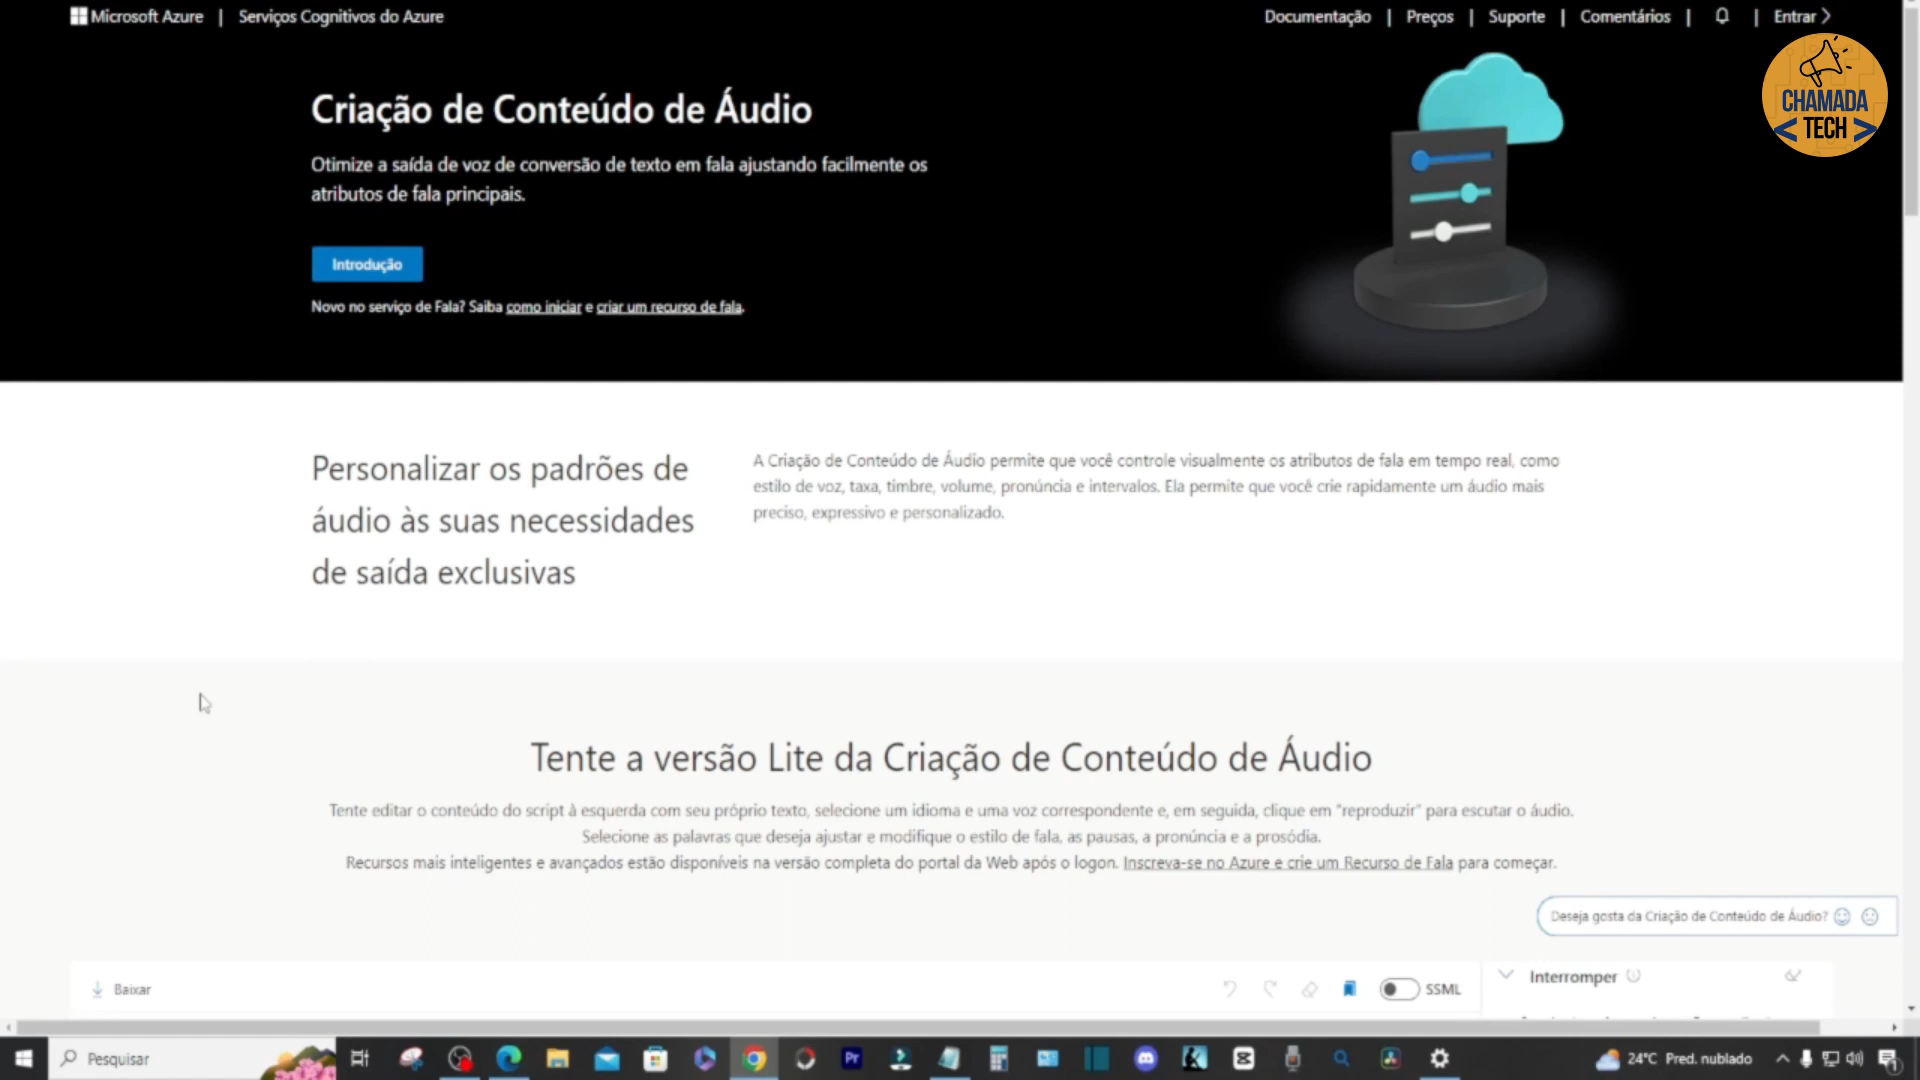 Microsoft Azure | Serviços Cognitivos do Azure
Documentação | Preços | Suporte | Comentários | | Entrar
CHAMADA
< TECH >
Criação de Conteúdo de Áudio
Otimize a saída de voz de conversão de texto em fala ajustando facilmente os
atributos de fala principais.
Introdução
Novo no serviço de Fala? Saiba como iniciar e criar um recurso de fala.
Personalizar os padrões de
áudio às suas necessidades
de saída exclusivas
A Criação de Conteúdo de Áudio permite que você controle visualmente os atributos de fala em tempo real, como
estilo de voz, taxa, timbre, volume, pronúncia e intervalos. Ela permite que você crie rapidamente um áudio mais
preciso, expressivo e personalizado.
Tente a versão Lite da Criação de Conteúdo de Áudio
Tente editar o conteúdo do script à esquerda com seu próprio texto, selecione um idioma e uma voz correspondente e, em seguida, clique em "reproduzir" para escutar o áudio.
Selecione as palavras que deseja ajustar e modifique o estilo de fala, as pausas, a pronúncia e a prosódia.
Recursos mais inteligentes e avançados estão disponíveis na versão completa do portal da Web após o logon. Inscreva-se no Azure e crie um Recurso de Fala para começar.
Deseja gosta da Criação de Conteúdo de Áudio?
Baixar
SSML
Interromper
Pesquisar
Pr
24°C Pred. nublado
1